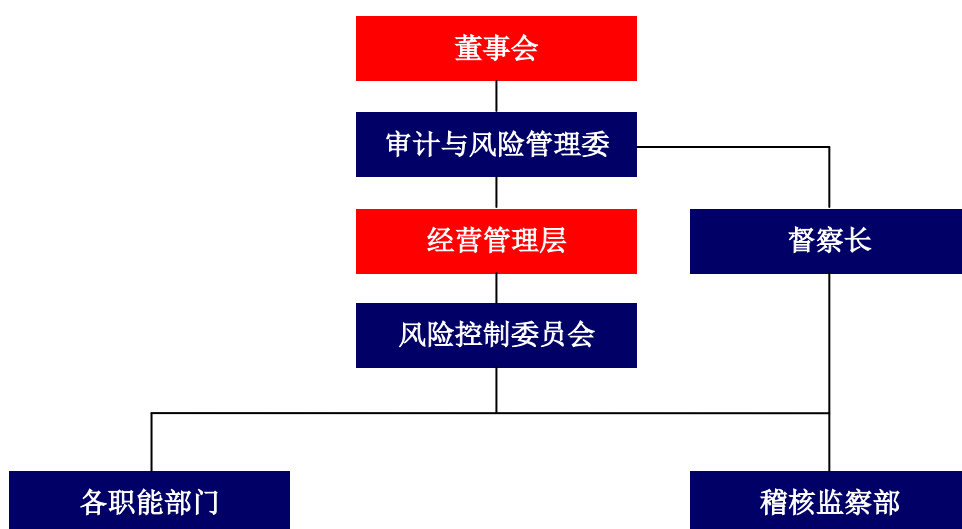 董事会
审计与风险管理委
经营管理层
督察长
风险控制委员会
各职能部门
稽核监察部